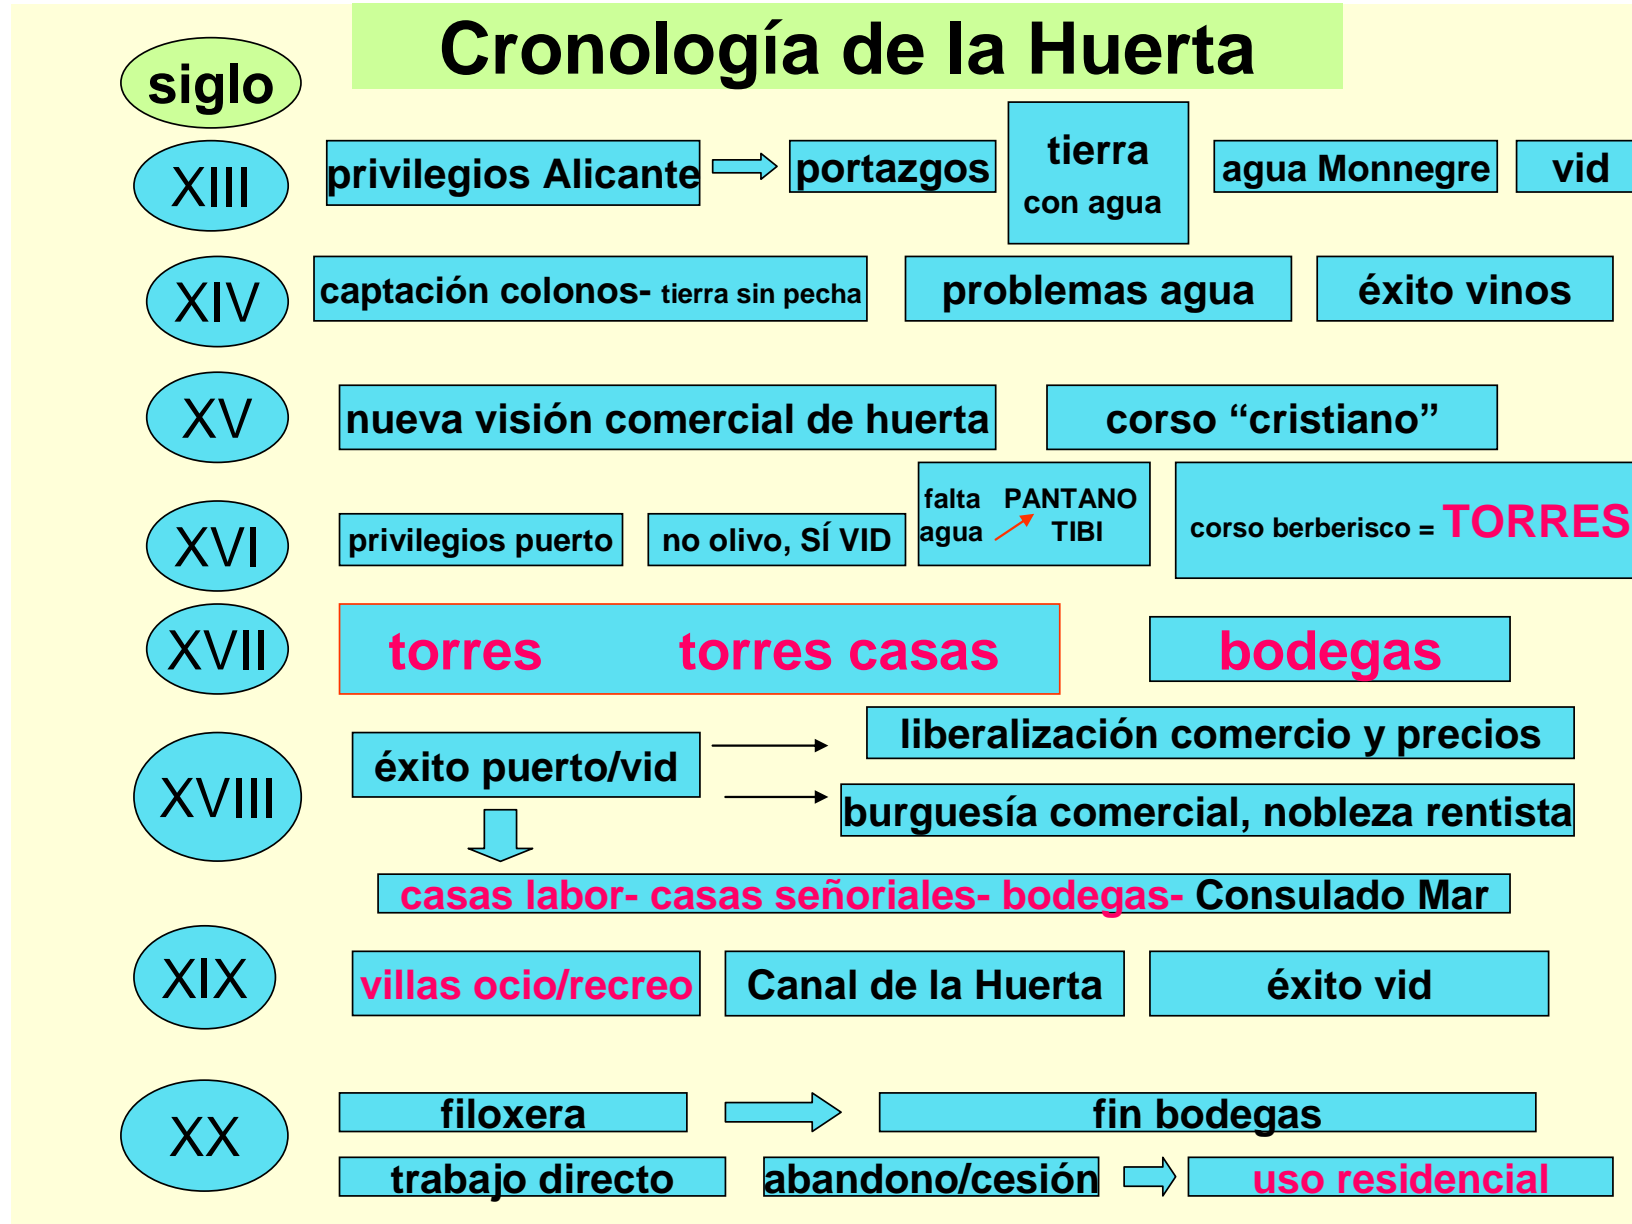 Cronología de la Huerta
siglo
XIII
privilegios Alicante
portazgos
tierra
con agua
agua Monnegre
vid
XIV
captación colonos- tierra sin pecha
problemas agua
éxito vinos
XV
nueva visión comercial de huerta
corso “cristiano”
XVI
privilegios puerto
no olivo, SÍ VID
falta PANTANO
agua TIBI
corso berberisco = TORRES
XVII
torres torres casas
bodegas
XVIII
éxito puerto/vid
liberalización comercio y precios
burguesía comercial, nobleza rentista
casas labor- casas señoriales- bodegas- Consulado Mar
XIX
villas ocio/recreo
Canal de la Huerta
éxito vid
XX
filoxera
fin bodegas
trabajo directo
abandono/cesión
uso residencial